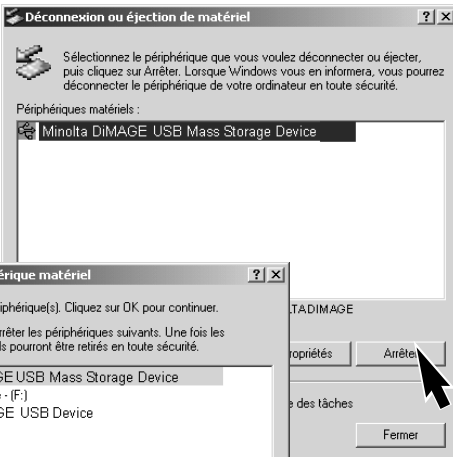 Déconnexion ou éjection de matériel
Sélectionnez le périphérique que vous voulez déconnecter ou éjecter,
puis cliquez sur Arrêter. Lorsque Windows vous en informera, vous pourrez
déconnecter le périphérique de votre ordinateur en toute sécurité.
Périphériques matériels :
Minolta DiMAGE USB Mass Storage Device
LTADIMAGE
ropriétés
Arrêter
e des tâches
Fermer
érique matériel
iphérique(s). Cliquez sur OK pour continuer.
rrêter les périphériques suivants. Une fois les
ls pourront être retirés en toute sécurité.
GE USB Mass Storage Device
e - (F:)
GE USB Device